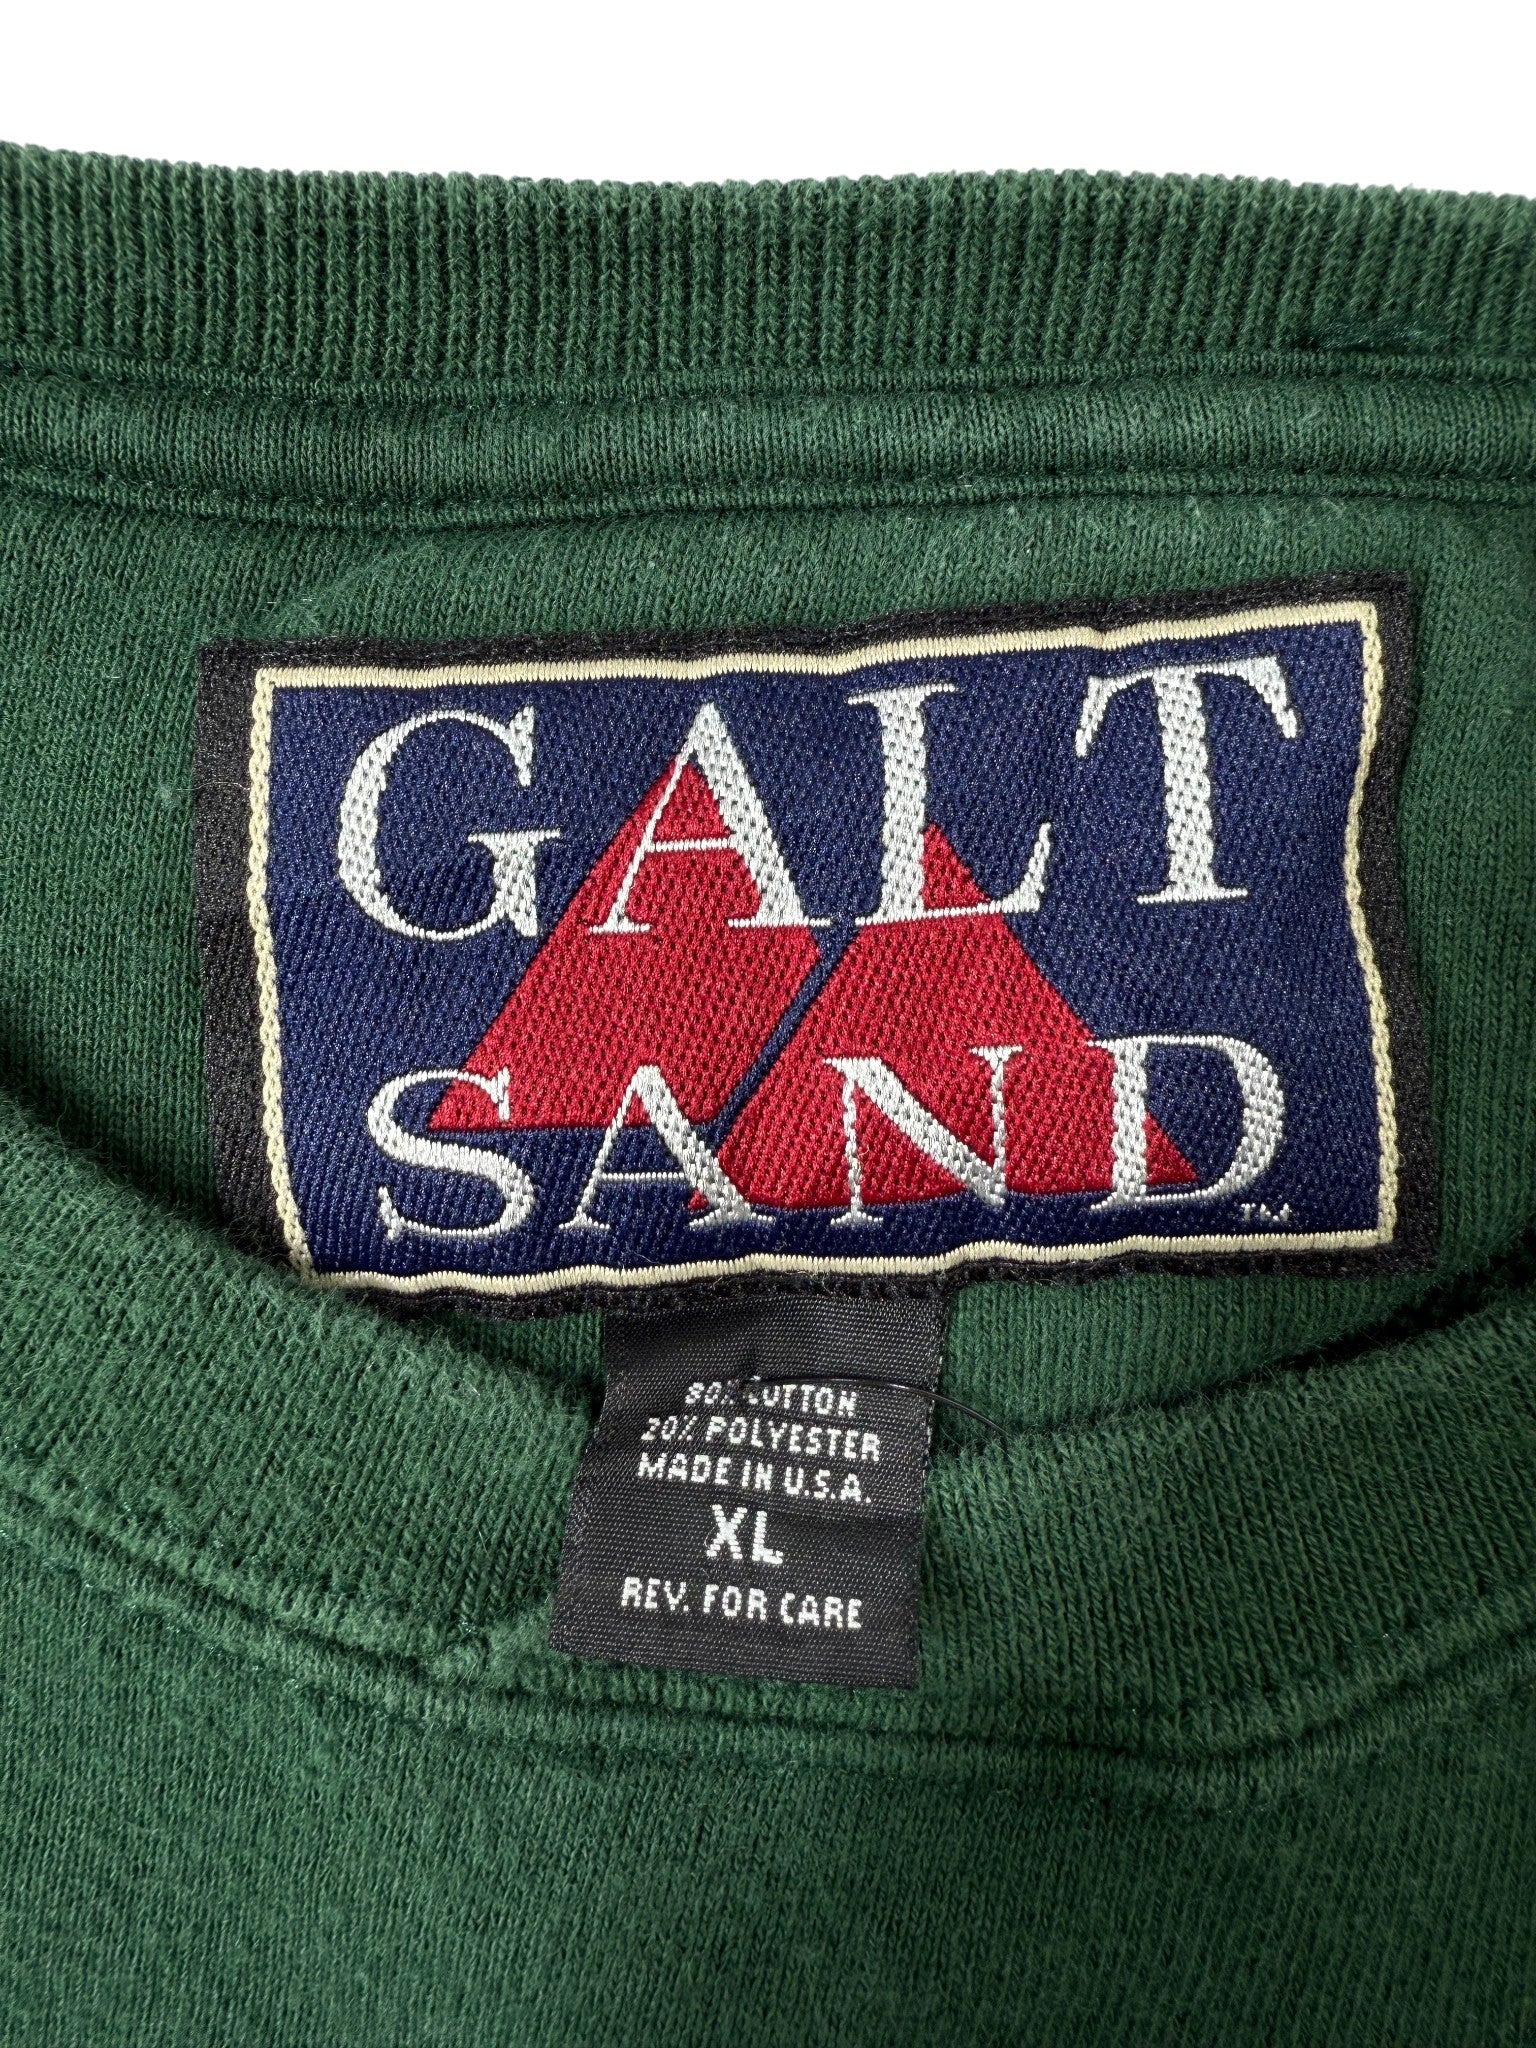 GALT
SAND
™
80% COTTON
20% POLYESTER
MADE IN U.S.A.
XL
REV. FOR CARE